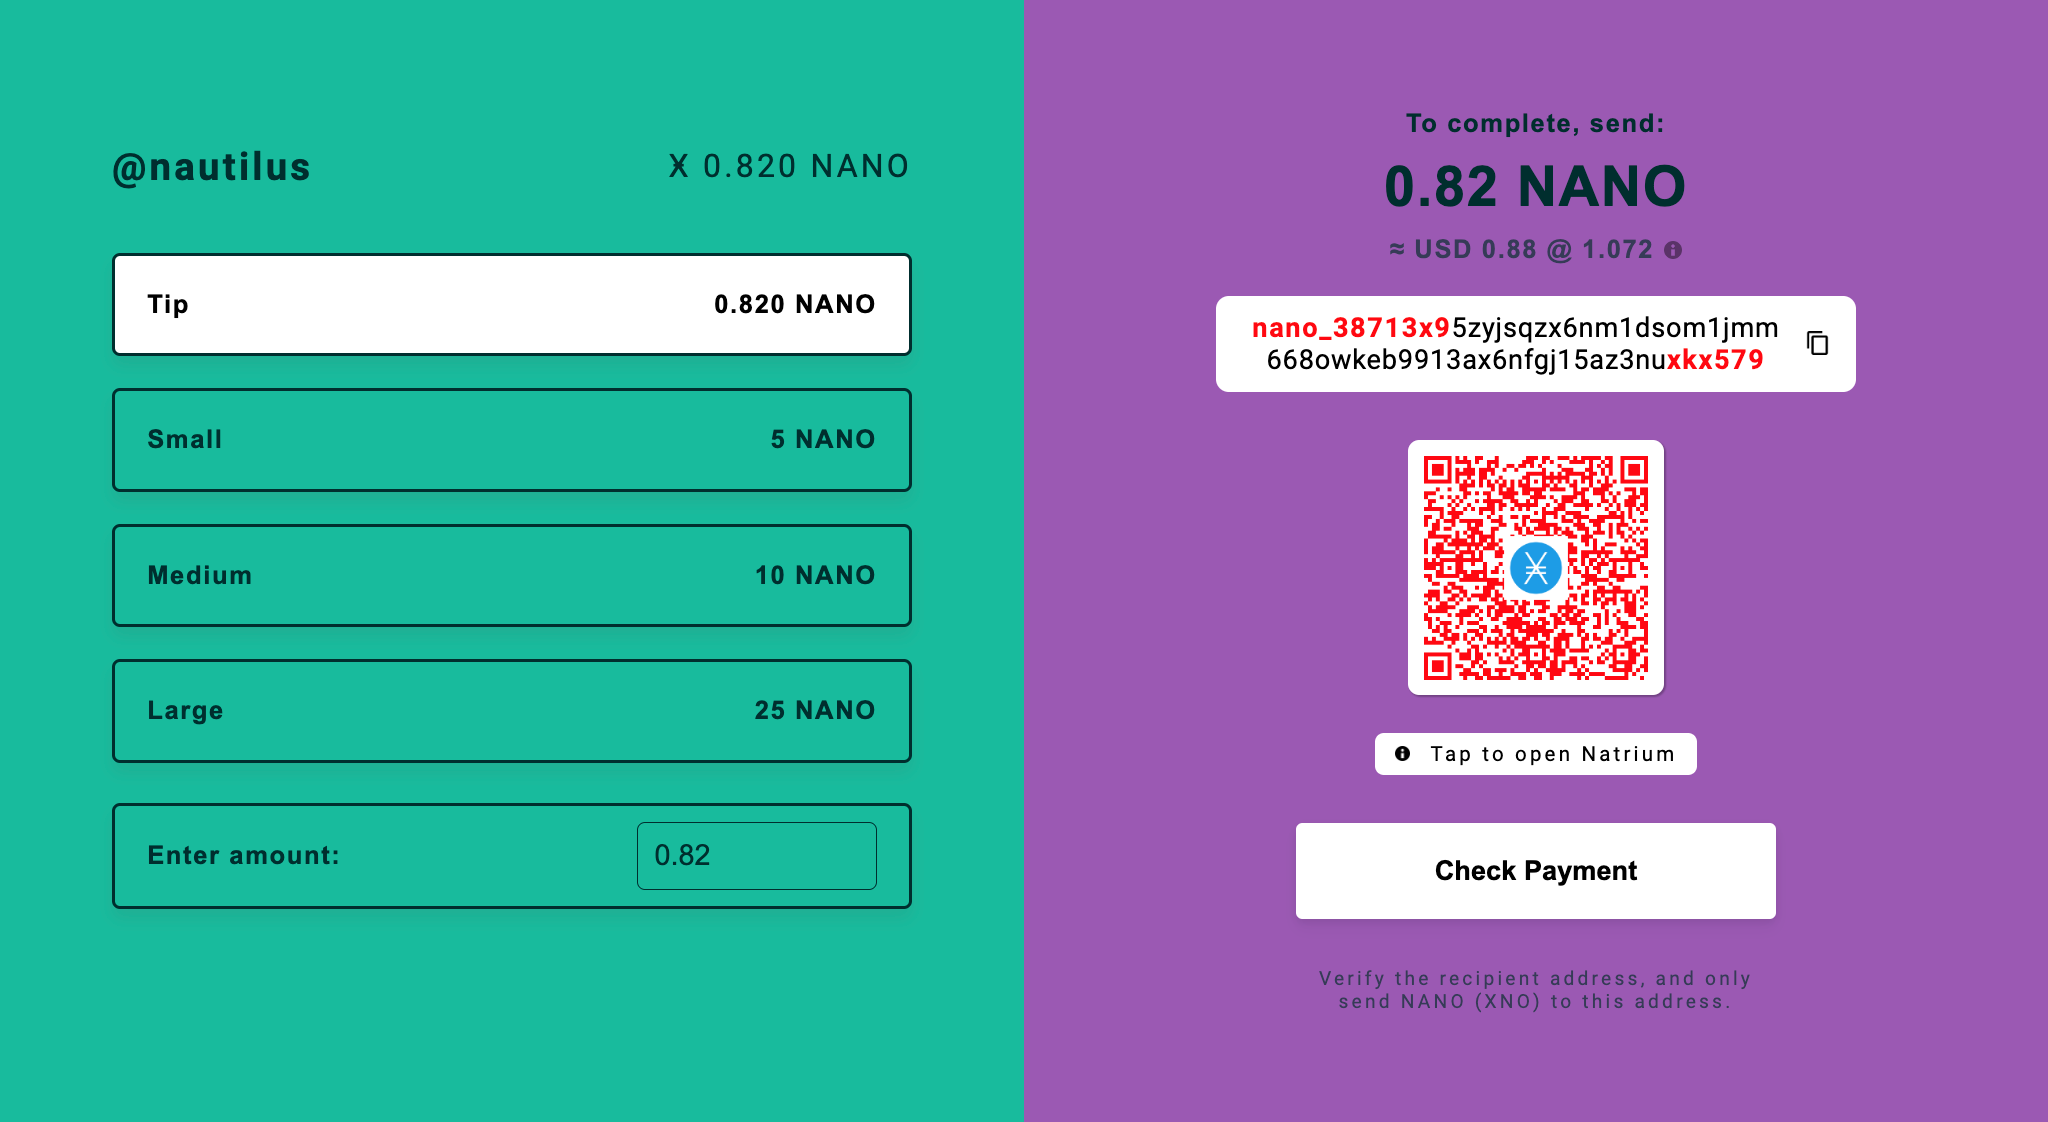 @nautilus
Ӿ 0.820 NANO
Tip
0.820 NANO
Small
5 NANO
Medium
10 NANO
Large
25 NANO
Enter amount:
0.82
To complete, send:
0.82 NANO
≈ USD 0.88 @ 1.072
nano_38713x95zyjsqzx6nm1dsom1jmm
668owkeb9913ax6nfgj15az3nuxkx579
Tap to open Natrium
Check Payment
Verify the recipient address, and only
send NANO (XNO) to this address.